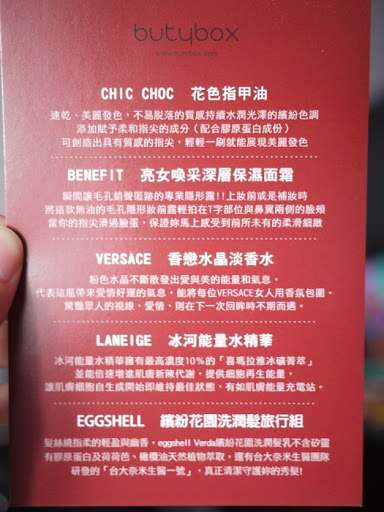 butybox
www.butybox.com
CHIC CHOC 花色指甲油
速乾、美麗發色，不易脫落的質感持續水潤光澤的繽紛色調
添加賦予柔和指尖的成分（配合膠原蛋白成份）
可創造出具有質感的指尖，輕輕一刷就能展現美麗發色
BENEFIT 亮女喚采深層保濕面霜
瞬間讓毛孔銷聲匿跡的專業隱形露!!上妝前或是補妝時
將這款無油的毛孔隱形妝前露輕拍在T字部位與鼻翼兩側的臉頰
當你的指尖滑過臉蛋，保證妳馬上感受到前所未有的柔滑細緻
VERSACE 香戀水晶淡香水
粉色水晶不斷散發出愛與美的能量和氣息，
代表這瓶帶來愛情好運的氣息。能將每位VERSACE女人用香氛包圍。
驚豔眾人的視線，愛情，則在下一次回眸時不期而遇。
LANEIGE 冰河能量水精華
冰河能量水精華擁有最高濃度10%的「喜瑪拉雅冰礦菁萃」
並能倍速增進肌膚新陳代謝，提供細胞再生能量，
讓肌膚細胞自生成開始即維持最佳狀態，有如肌膚能量充電站。
EGGSHELL 繽紛花園洗潤髮旅行組
髮絲繞指柔的輕盈與幽香，eggshell Verda繽紛花園洗潤髮乳不含矽靈
有膠原蛋白及荷荷芭、橄欖油天然植物萃取，還有台大奈米生醫團隊
研發的「台大奈米生醫一號」，真正清潔守護妳的秀髮!